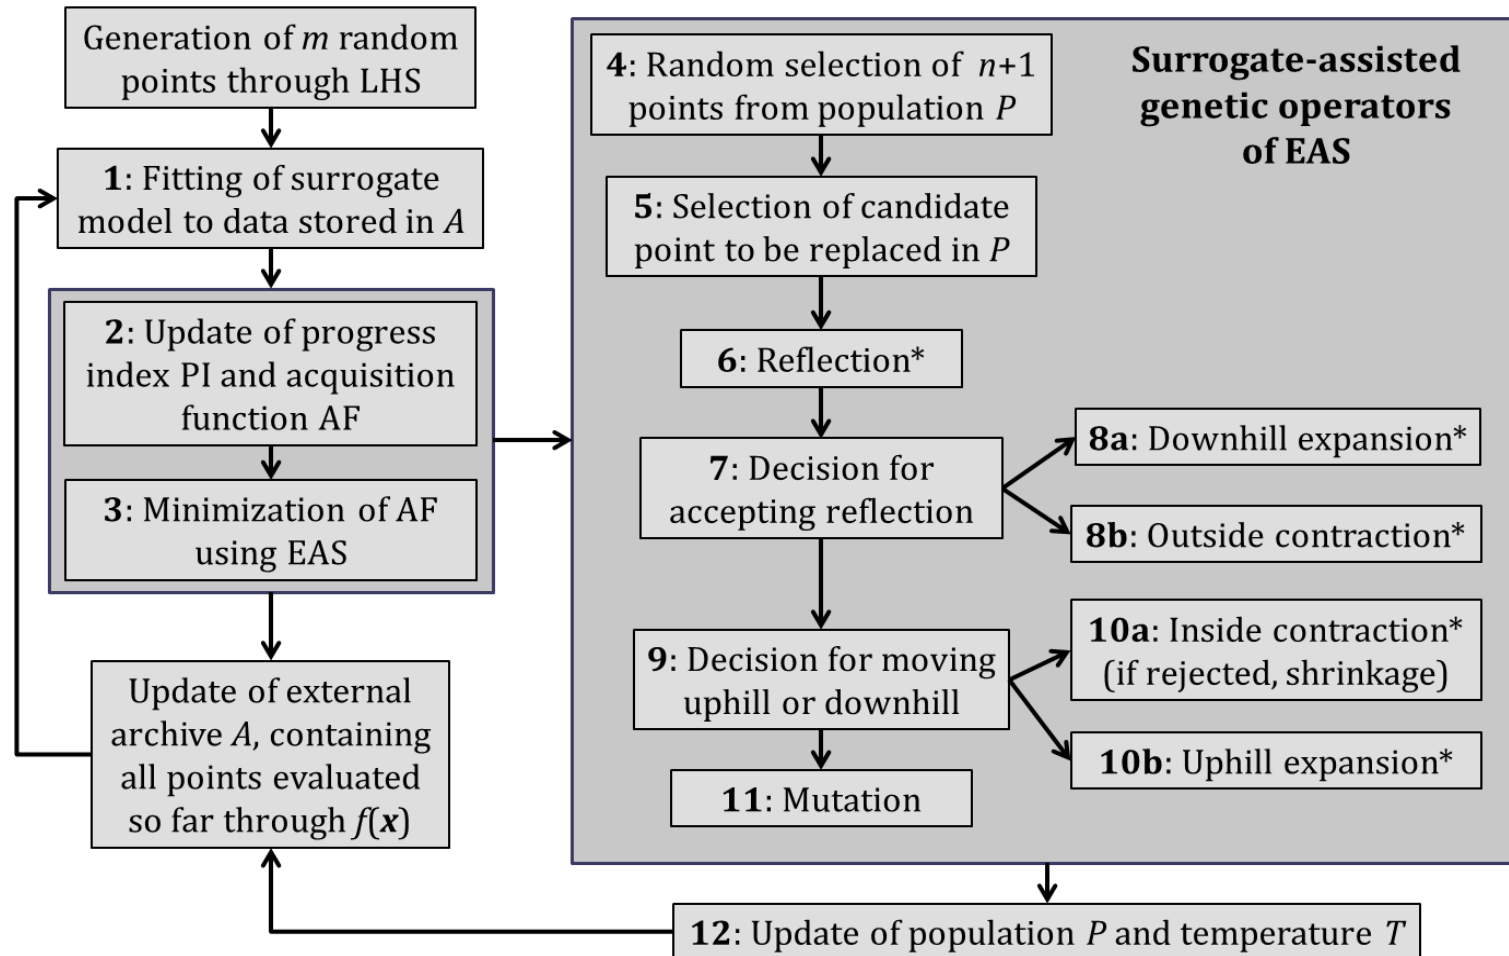 Generation of m random
points through LHS
1: Fitting of surrogate
model to data stored in A
2: Update of progress
index PI and acquisition
function AF
3: Minimization of AF
using EAS
Update of external
archive A, containing
all points evaluated
so far through f(x)
Surrogate-assisted
genetic operators
of EAS
4: Random selection of n+1
points from population P
5: Selection of candidate
point to be replaced in P
6: Reflection*
7: Decision for
accepting reflection
8a: Downhill expansion*
8b: Outside contraction*
9: Decision for moving
uphill or downhill
10a: Inside contraction*
(if rejected, shrinkage)
10b: Uphill expansion*
11: Mutation
12: Update of population P and temperature T